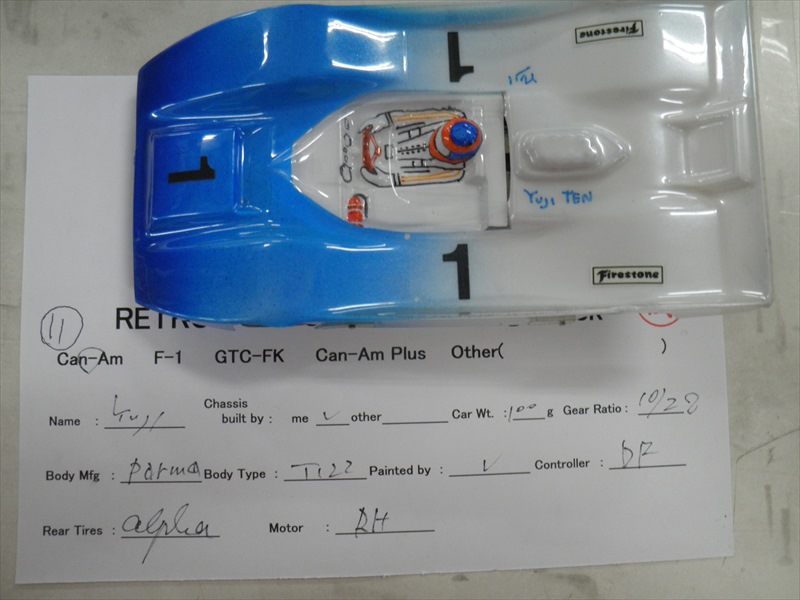 Firestone
1
1
YUJI TEN
1
Firestone
11
RETRO
Can-Am F-1 GTC-FK Can-Am Plus Other( )
Name : Yuji Chassis built by : me ✓ other Car Wt. : 100 g Gear Ratio : 10/28
Body Mfg : Parma Body Type : Ti22 Painted by : ✓ Controller : DF
Rear Tires : alpha Motor : RH